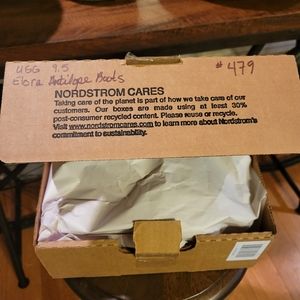 UGG 9.5
#479
Elora Antilope Boots
NORDSTROM CARES
Taking care of the planet is part of how we take care of our
customers. Our boxes are made using at least 30%
post-consumer recycled content. Please reuse or recycle.
Visit www.nordstromcares.com to learn more about Nordstrom's
commitment to sustainability.